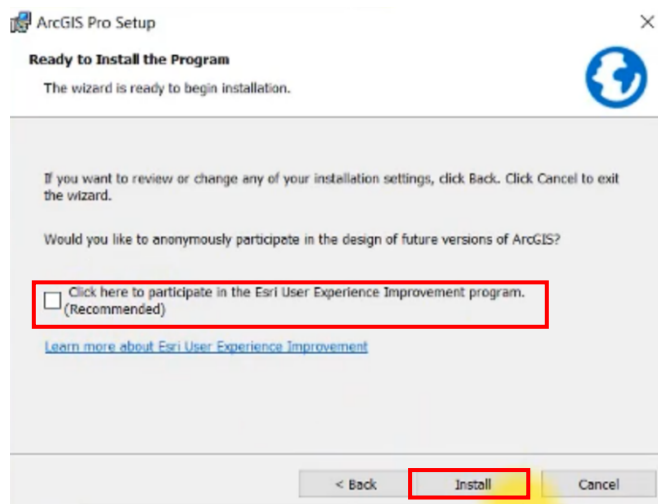 ArcGIS Pro Setup
Ready to Install the Program
The wizard is ready to begin installation.
If you want to review or change any of your installation settings, click Back. Click Cancel to exit
the wizard.
Would you like to anonymously participate in the design of future versions of ArcGIS?
Click here to participate in the Esri User Experience Improvement program.
(Recommended)
Learn more about Esri User Experience Improvement
< Back Install Cancel